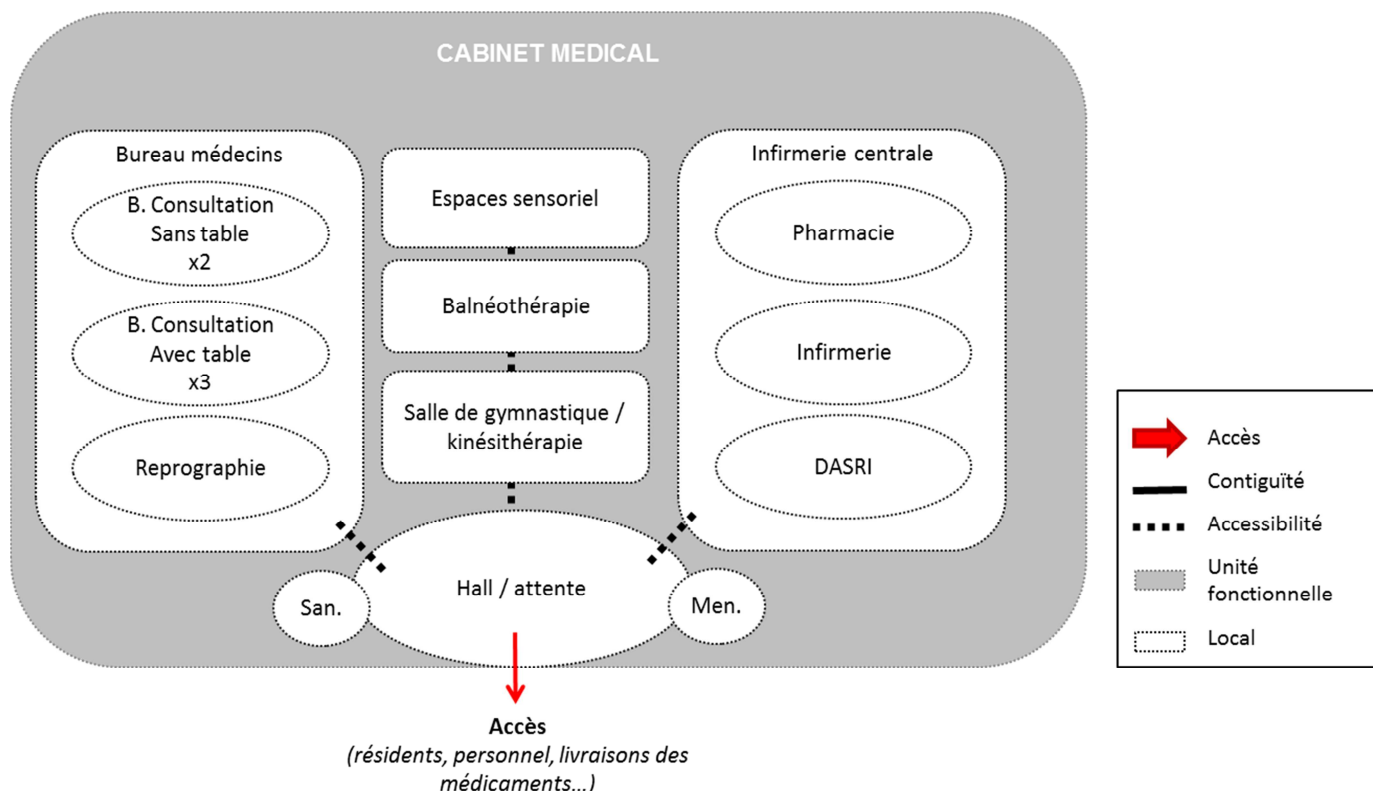 CABINET MEDICAL
Bureau médecins
B. Consultation
Sans table
x2
B. Consultation
Avec table
x3
Reprographie
Espaces sensoriel
Balnéothérapie
Salle de gymnastique /
kinésithérapie
Infirmerie centrale
Pharmacie
Infirmerie
DASRI
San.
Hall / attente
Men.
Accès
(résidents, personnel, livraisons des
médicaments...)
Accès
Contiguïté
Accessibilité
Unité
fonctionnelle
Local